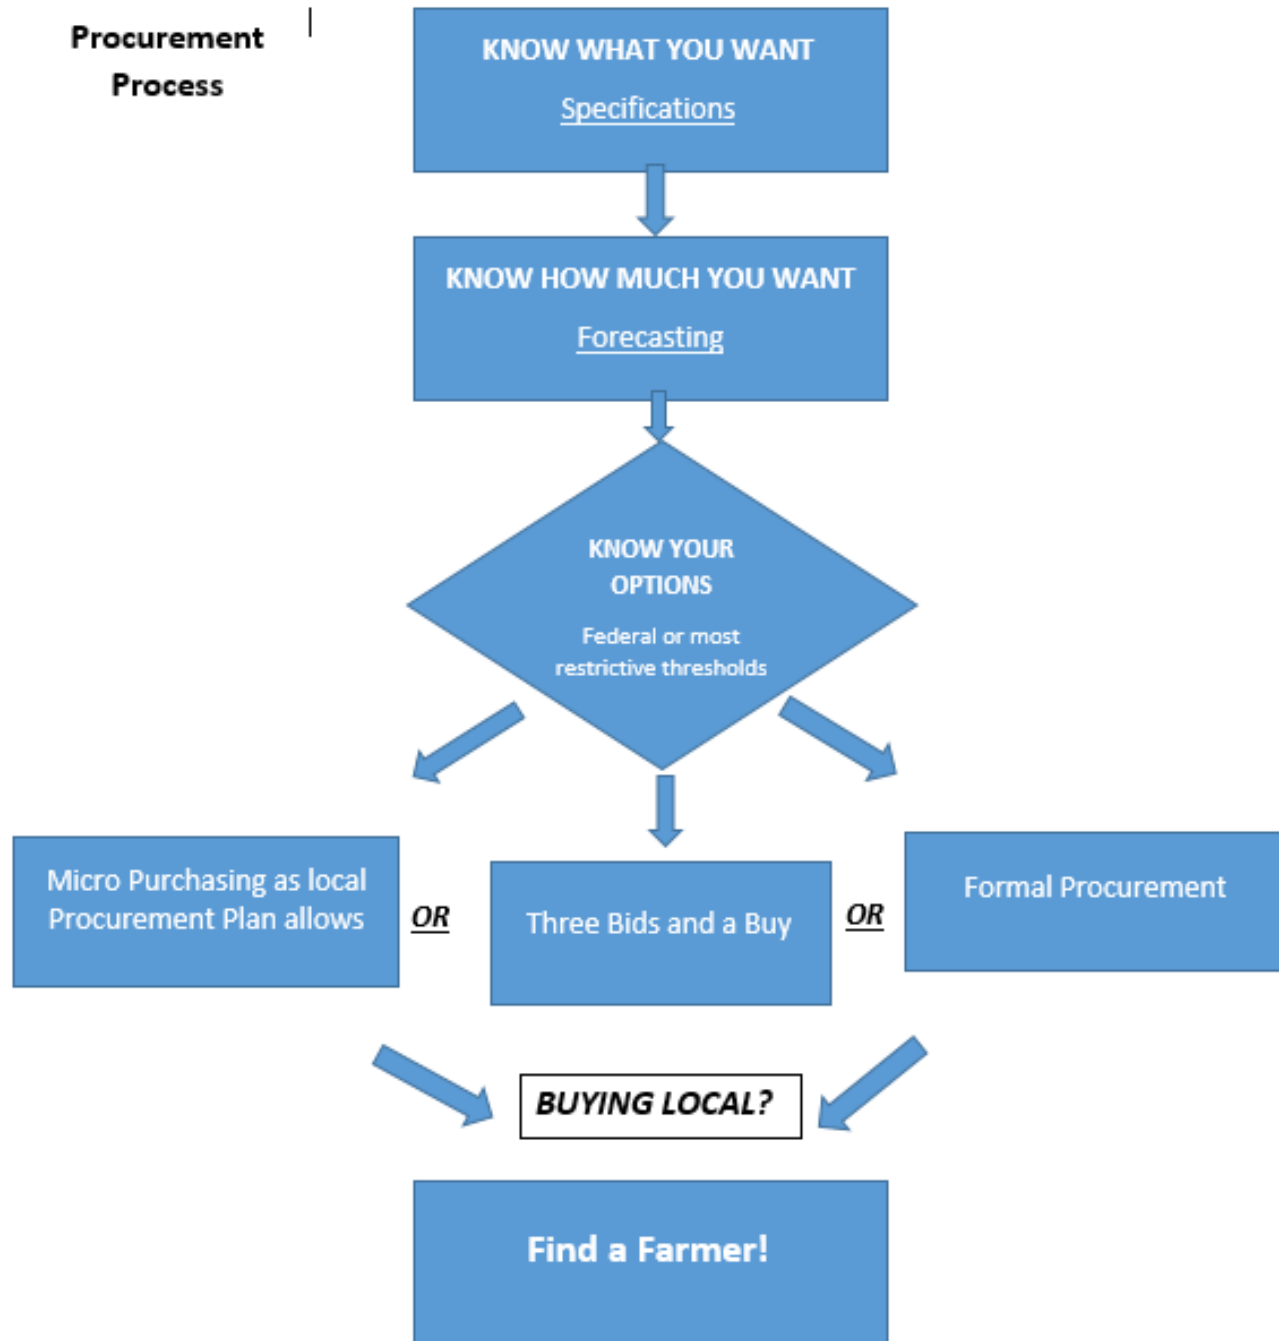 Procurement
Process
KNOW WHAT YOU WANT
Specifications
KNOW HOW MUCH YOU WANT
Forecasting
KNOW YOUR
OPTIONS
Federal or most
restrictive thresholds
Micro Purchasing as local
Procurement Plan allows
OR
Three Bids and a Buy
OR
Formal Procurement
BUYING LOCAL?
Find a Farmer!